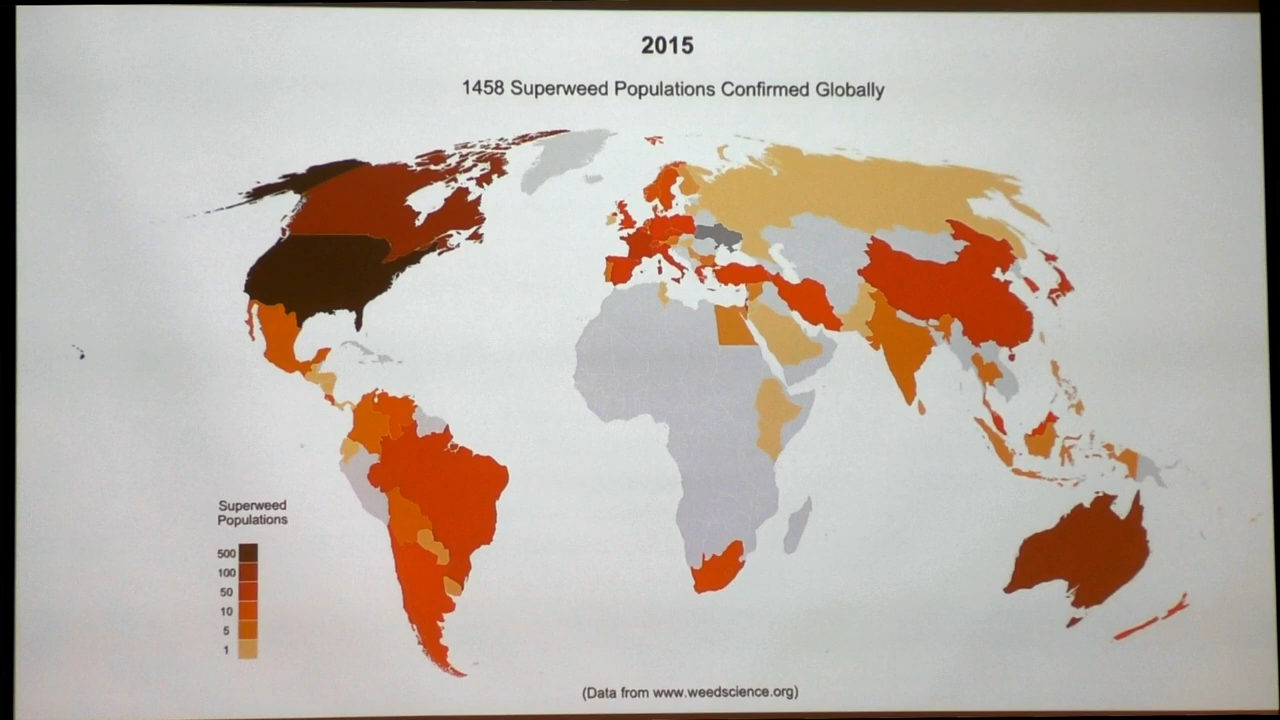 2015
1458 Superweed Populations Confirmed Globally
Superweed
Populations
500
100
50
10
5
1
(Data from www.weedscience.org)